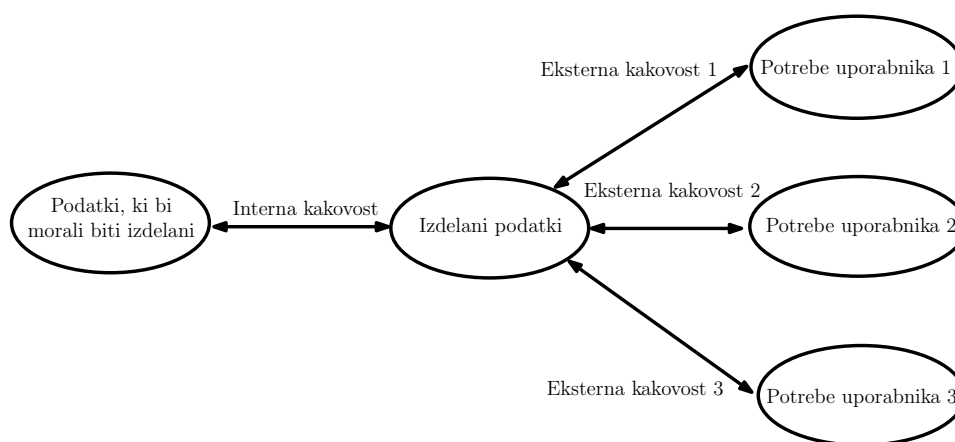 Eksterna kakovost 1
Potrebe uporabnika 1
Podatki, ki bi
morali biti izdelani
Interna kakovost
Izdelani podatki
Eksterna kakovost 2
Potrebe uporabnika 2
Eksterna kakovost 3
Potrebe uporabnika 3